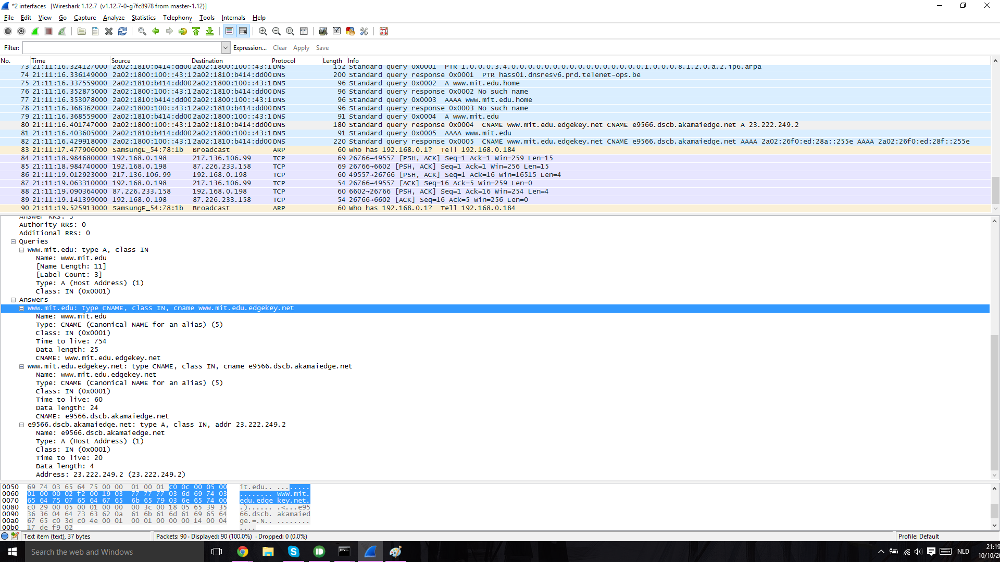 *2 interfaces   [Wireshark 1.12.7  (v1.12.7-0-g7fc8978 from master-1.12)]
File Edit View Go Capture Analyze Statistics Telephony Tools Internals Help
Filter: Expression... Clear Apply Save
No. Time Source Destination Protocol Length Info
73 21:11:16.324127000 2a02:1810:b414:dd00 2a02:1800:100::43:1 DNS 152 Standard query 0x0001  PTR 1.0.0.0.3.4.0.0.0.0.0.0.0.0.0.0.0.0.0.0.0.0.1.0.0.0.8.1.2.0.a.2.ip6.arpa
74 21:11:16.336149000 2a02:1800:100::43:1 2a02:1810:b414:dd00 DNS 200 Standard query response 0x0001  PTR hass01.dnsresv6.prd.telenet-ops.be
75 21:11:16.337559000 2a02:1810:b414:dd00 2a02:1800:100::43:1 DNS 96 Standard query 0x0002  A www.mit.edu.home
76 21:11:16.352875000 2a02:1800:100::43:1 2a02:1810:b414:dd00 DNS 96 Standard query response 0x0002 No such name
77 21:11:16.353078000 2a02:1810:b414:dd00 2a02:1800:100::43:1 DNS 96 Standard query 0x0003  AAAA www.mit.edu.home
78 21:11:16.368362000 2a02:1800:100::43:1 2a02:1810:b414:dd00 DNS 96 Standard query response 0x0003 No such name
79 21:11:16.368559000 2a02:1810:b414:dd00 2a02:1800:100::43:1 DNS 91 Standard query 0x0004  A www.mit.edu
80 21:11:16.401747000 2a02:1800:100::43:1 2a02:1810:b414:dd00 DNS 180 Standard query response 0x0004  CNAME www.mit.edu.edgekey.net CNAME e9566.dscb.akamaiedge.net A 23.222.249.2
81 21:11:16.403605000 2a02:1810:b414:dd00 2a02:1800:100::43:1 DNS 91 Standard query 0x0005  AAAA www.mit.edu
82 21:11:16.429918000 2a02:1800:100::43:1 2a02:1810:b414:dd00 DNS 220 Standard query response 0x0005  CNAME www.mit.edu.edgekey.net CNAME e9566.dscb.akamaiedge.net AAAA 2a02:26f0:ed:28a::255e AAAA 2a02:26f0:ed:28f::255e
83 21:11:17.477906000 SamsungE_54:78:1b Broadcast ARP 60 Who has 192.168.0.1?  Tell 192.168.0.184
84 21:11:18.984680000 192.168.0.198 217.136.106.99 TCP 69 26766→49557 [PSH, ACK] Seq=1 Ack=1 Win=259 Len=15
85 21:11:18.984740000 192.168.0.198 87.226.233.158 TCP 69 26766→6602 [PSH, ACK] Seq=1 Ack=1 Win=256 Len=15
86 21:11:19.012923000 217.136.106.99 192.168.0.198 TCP 60 49557→26766 [PSH, ACK] Seq=1 Ack=16 Win=16515 Len=4
87 21:11:19.063310000 192.168.0.198 217.136.106.99 TCP 54 26766→49557 [ACK] Seq=16 Ack=5 Win=259 Len=0
88 21:11:19.090364000 87.226.233.158 192.168.0.198 TCP 60 6602→26766 [PSH, ACK] Seq=1 Ack=16 Win=254 Len=4
89 21:11:19.141399000 192.168.0.198 87.226.233.158 TCP 54 26766→6602 [ACK] Seq=16 Ack=5 Win=256 Len=0
90 21:11:19.525913000 SamsungE_54:78:1b Broadcast ARP 60 Who has 192.168.0.1?  Tell 192.168.0.184
Answer RRs: 3
Authority RRs: 0
Additional RRs: 0
Queries
www.mit.edu: type A, class IN
Name: www.mit.edu
[Name Length: 11]
[Label Count: 3]
Type: A (Host Address) (1)
Class: IN (0x0001)
Answers
www.mit.edu: type CNAME, class IN, cname www.mit.edu.edgekey.net
Name: www.mit.edu
Type: CNAME (Canonical NAME for an alias) (5)
Class: IN (0x0001)
Time to live: 754
Data length: 25
CNAME: www.mit.edu.edgekey.net
www.mit.edu.edgekey.net: type CNAME, class IN, cname e9566.dscb.akamaiedge.net
Name: www.mit.edu.edgekey.net
Type: CNAME (Canonical NAME for an alias) (5)
Class: IN (0x0001)
Time to live: 60
Data length: 24
CNAME: e9566.dscb.akamaiedge.net
e9566.dscb.akamaiedge.net: type A, class IN, addr 23.222.249.2
Name: e9566.dscb.akamaiedge.net
Type: A (Host Address) (1)
Class: IN (0x0001)
Time to live: 20
Data length: 4
Address: 23.222.249.2 (23.222.249.2)
0050 69 74 03 65 64 75 00 00 01 00 01 c0 0c 00 05 00 it.edu.. ........
0060 01 00 00 02 f2 00 19 03 77 77 77 03 6d 69 74 03 ........ www.mit.
0070 65 64 75 07 65 64 67 65 6b 65 79 03 6e 65 74 00 edu.edge key.net.
0080 c0 29 00 05 00 01 00 00 00 3c 00 18 05 65 39 35 .)...... .<...e95
0090 36 36 04 64 73 63 62 0a 61 6b 61 6d 61 69 65 64 66.dscb. akamaied
00a0 67 65 c0 3d c0 4e 00 01 00 01 00 00 00 14 00 04 ge.=.N.. ........
00b0 17 de f9 02 ....
Text item (text), 37 bytes Packets: 90 · Displayed: 90 (100.0%) · Dropped: 0 (0.0%) Profile: Default
Search the web and Windows NLD 21:19
10/10/20